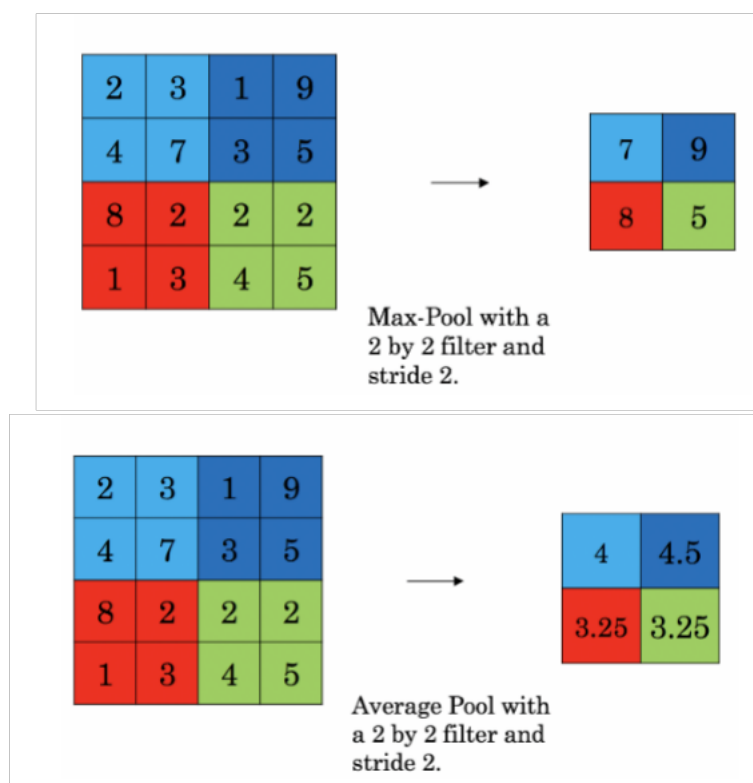 2 3 1 9
4 7 3 5
8 2 2 2
1 3 4 5
7 9
8 5
Max-Pool with a
2 by 2 filter and
stride 2.
2 3 1 9
4 7 3 5
8 2 2 2
1 3 4 5
4 4.5
3.25 3.25
Average Pool with
a 2 by 2 filter and
stride 2.